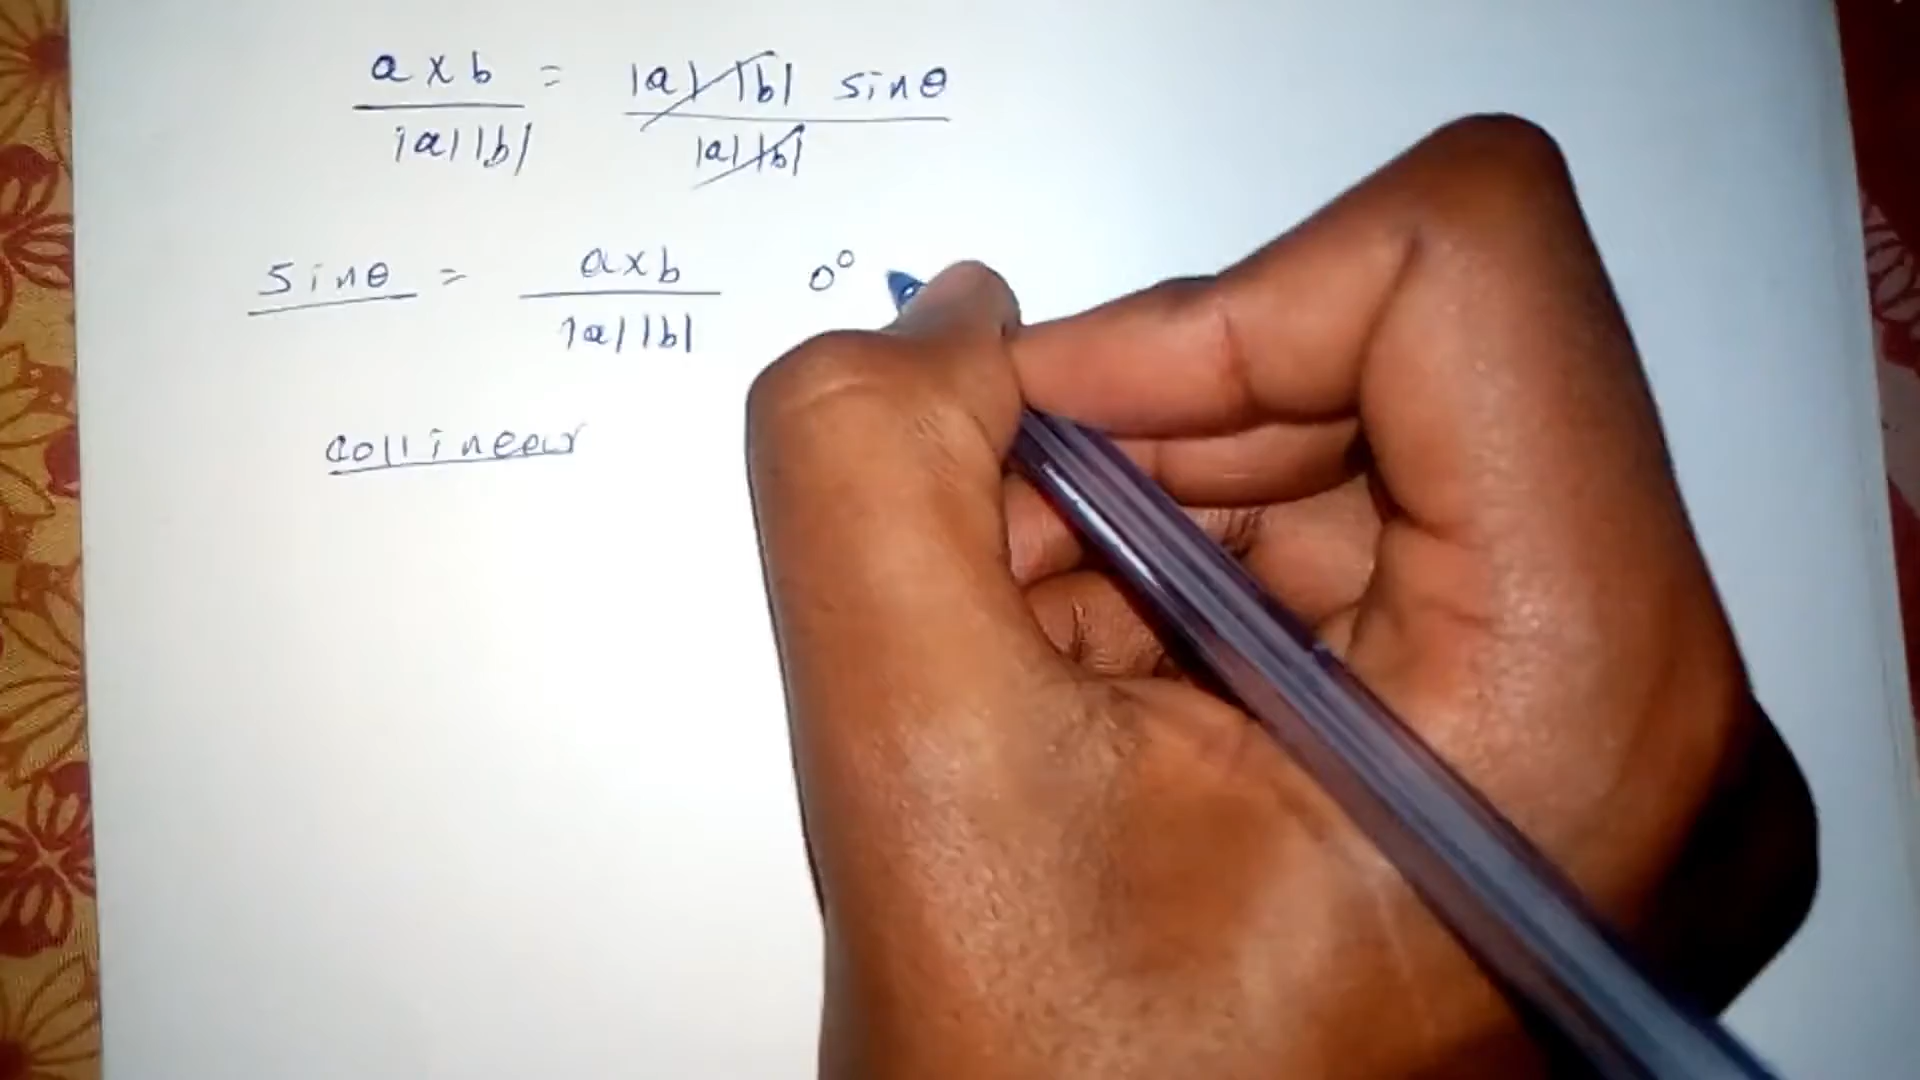 a x b = |a| |b| sinθ
|a| |b| |a| |b|
sinθ = a x b 0°
|a| |b|
collinear